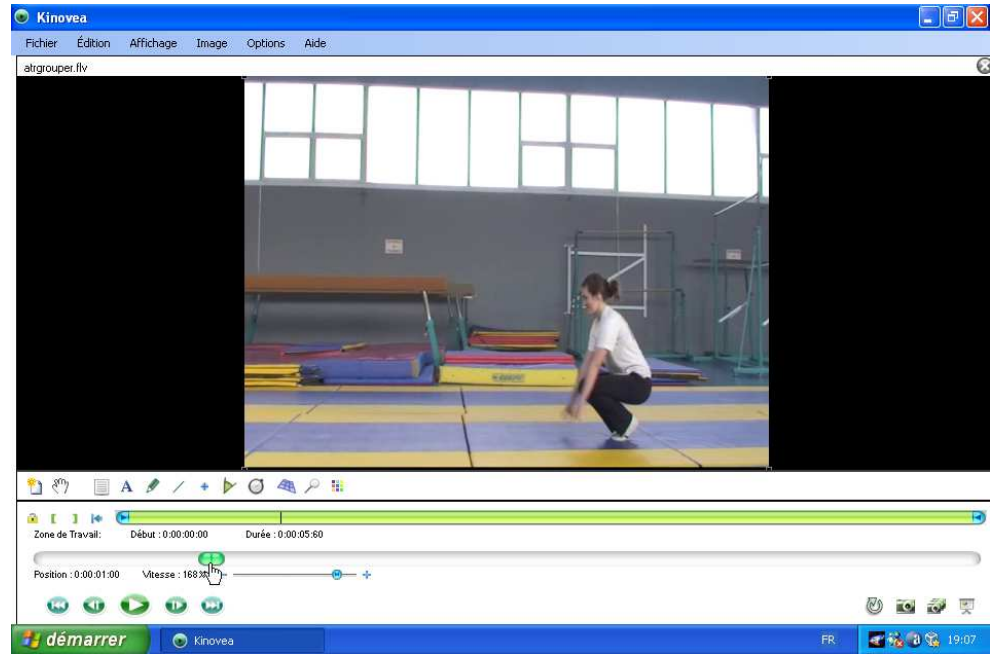 Kinovea
Fichier Édition Affichage Image Options Aide
atrgrouper.flv
A
Zone de Travail: Début : 0:00:00:00 Durée : 0:00:05:60
Position : 0:00:01:00 Vitesse : 168 %
démarrer Kinovea FR 19:07